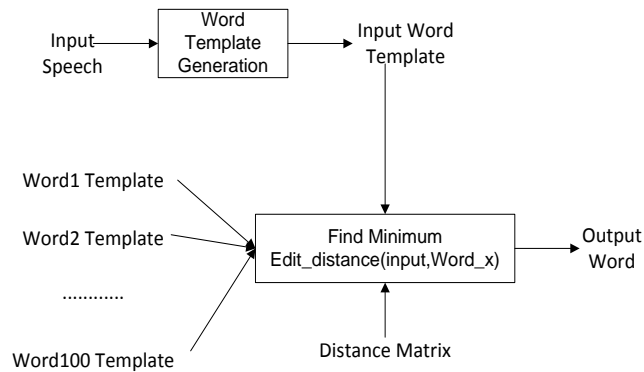 Input
Speech
Word
Template
Generation
Input Word
Template
Word1 Template
Word2 Template
............
Word100 Template
Find Minimum
Edit_distance(input,Word_x)
Output
Word
Distance Matrix